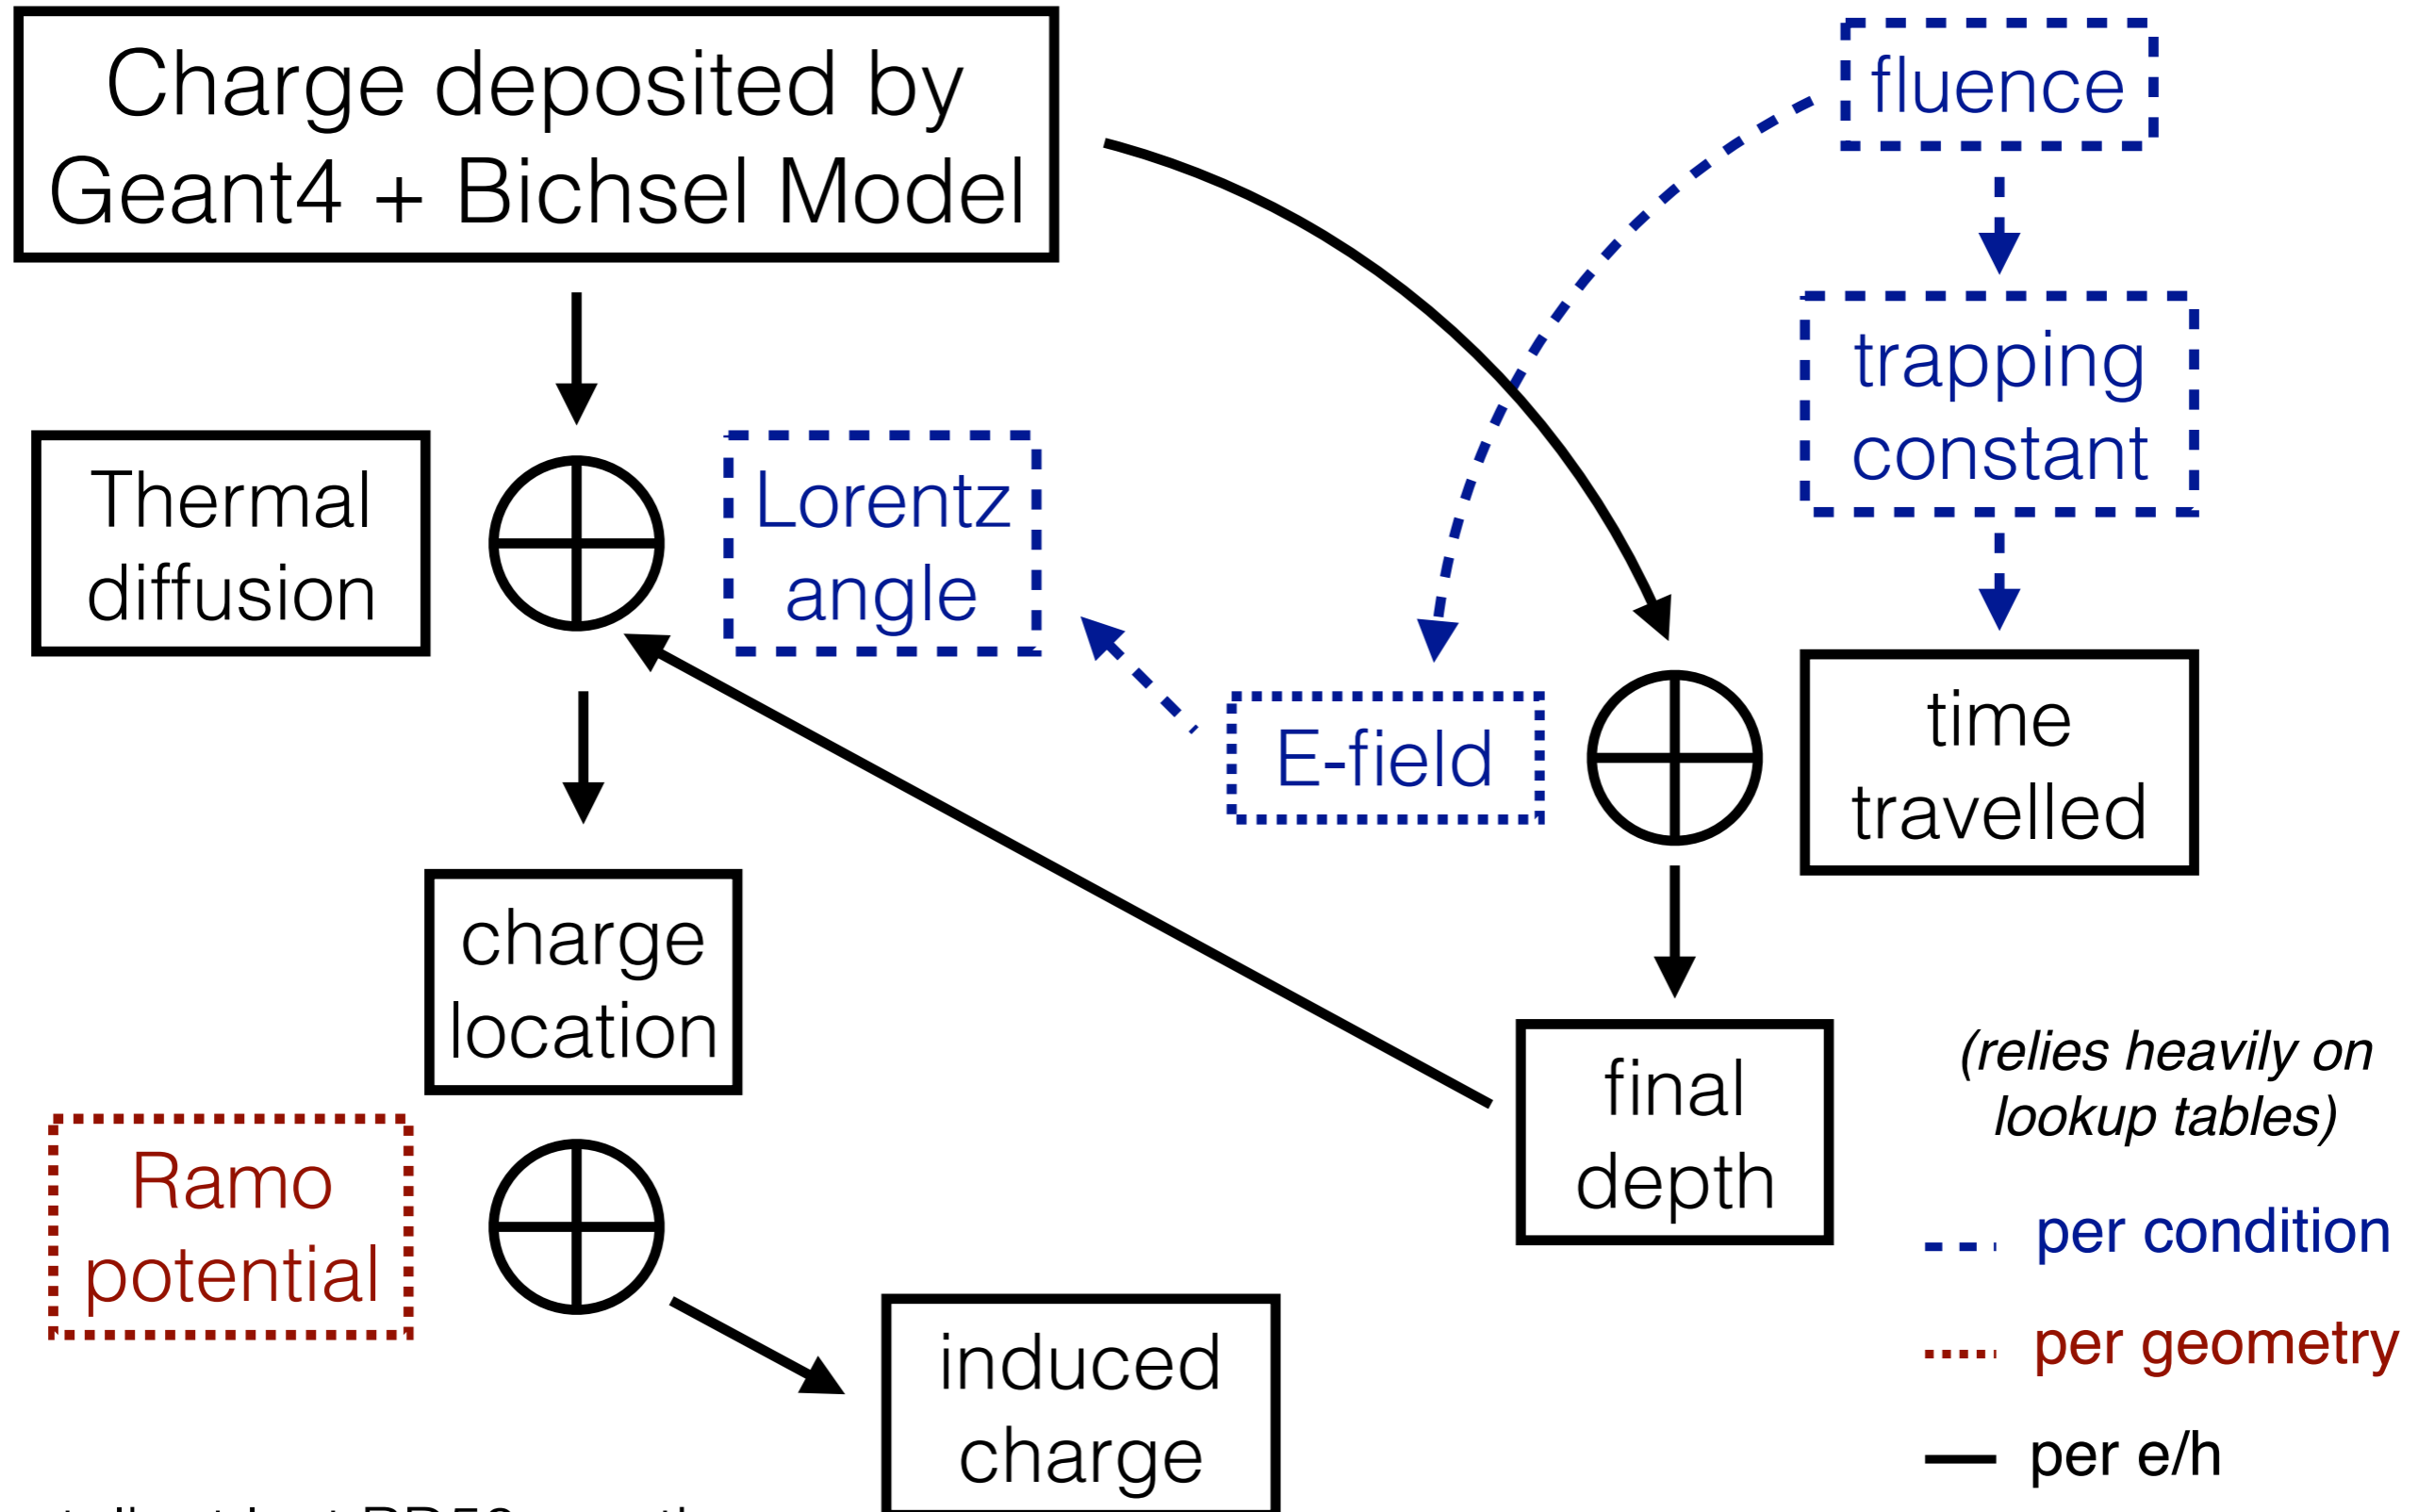 Charge deposited by
Geant4 + Bichsel Model
fluence
trapping
constant
Thermal
diffusion
Lorentz
angle
E-field
time
travelled
charge
location
final
depth
(relies heavily on
lookup tables)
Ramo
potential
per condition
induced
charge
per geometry
per e/h